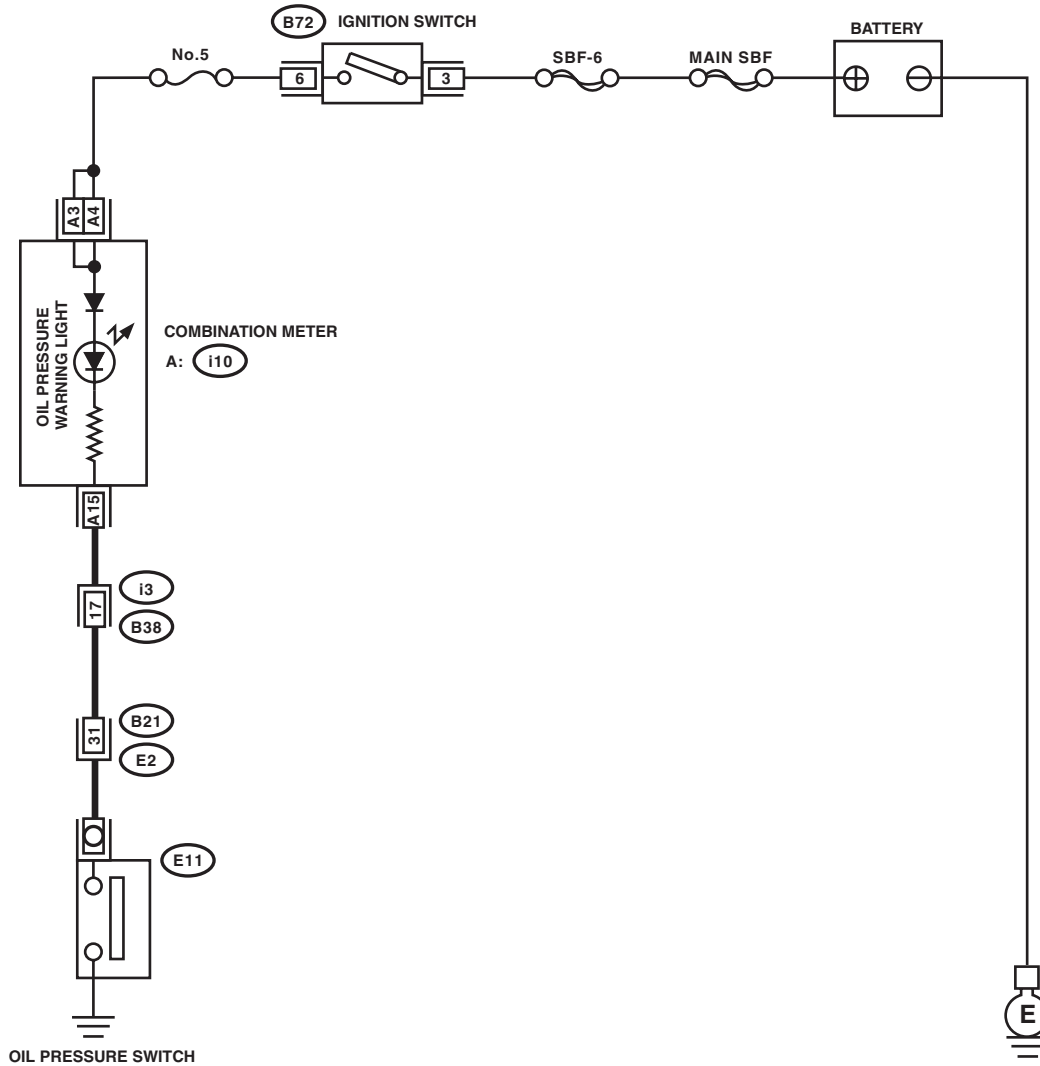 B72 IGNITION SWITCH
BATTERY
No.5
SBF-6
MAIN SBF
6
3
A3
A4
OIL PRESSURE
WARNING LIGHT
COMBINATION METER
A: i10
A15
17
i3
B38
31
B21
E2
E11
E
OIL PRESSURE SWITCH